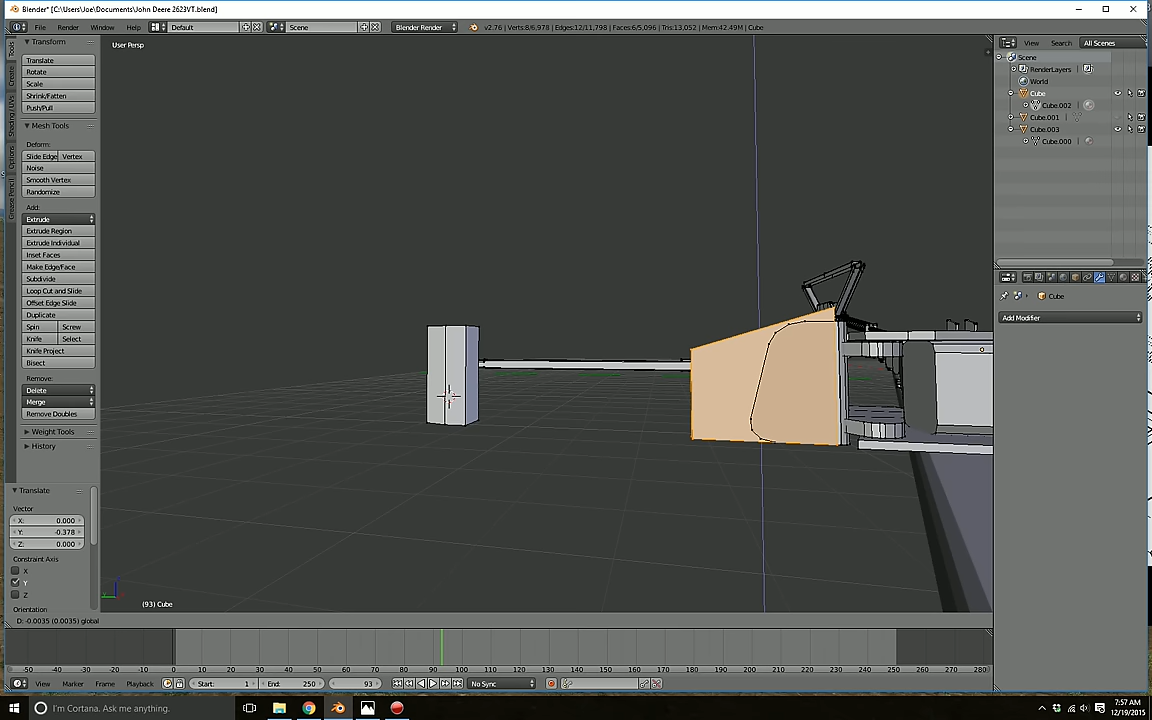 Blender* [C:\Users\Joe\Documents\John Deere 2623VT.blend]
File Render Window Help Default Scene Blender Render v2.76 | Verts:8/6,978 | Edges:12/11,798 | Faces:6/5,096 | Tris:13,052 | Mem:42.49M | Cube
Transform
Translate
Rotate
Scale
Shrink/Fatten
Push/Pull
Mesh Tools
Deform:
Slide Edge Vertex
Noise
Smooth Vertex
Randomize
Add:
Extrude
Extrude Region
Extrude Individual
Inset Faces
Make Edge/Face
Subdivide
Loop Cut and Slide
Offset Edge Slide
Duplicate
Spin Screw
Knife Select
Knife Project
Bisect
Remove:
Delete
Merge
Remove Doubles
Weight Tools
History
Tools
Create
Shading / UVs
Options
Grease Pencil
Translate
Vector
X: 0.000
Y: -0.378
Z: 0.000
Constraint Axis
X
Y
Z
Orientation
User Persp
(93) Cube
D: -0.0035 (0.0035) global
View Search All Scenes
Scene
RenderLayers
World
Cube
Cube.002
Cube.001
Cube.003
Cube.000
Cube
Add Modifier
-50 -40 -30 -20 -10 0 10 20 30 40 50 60 70 80 90 100 110 120 130 140 150 160 170 180 190 200 210 220 230 240 250 260 270 280
View Marker Frame Playback Start: 1 End: 250 93 No Sync
I'm Cortana. Ask me anything.
7:57 AM
12/19/2015